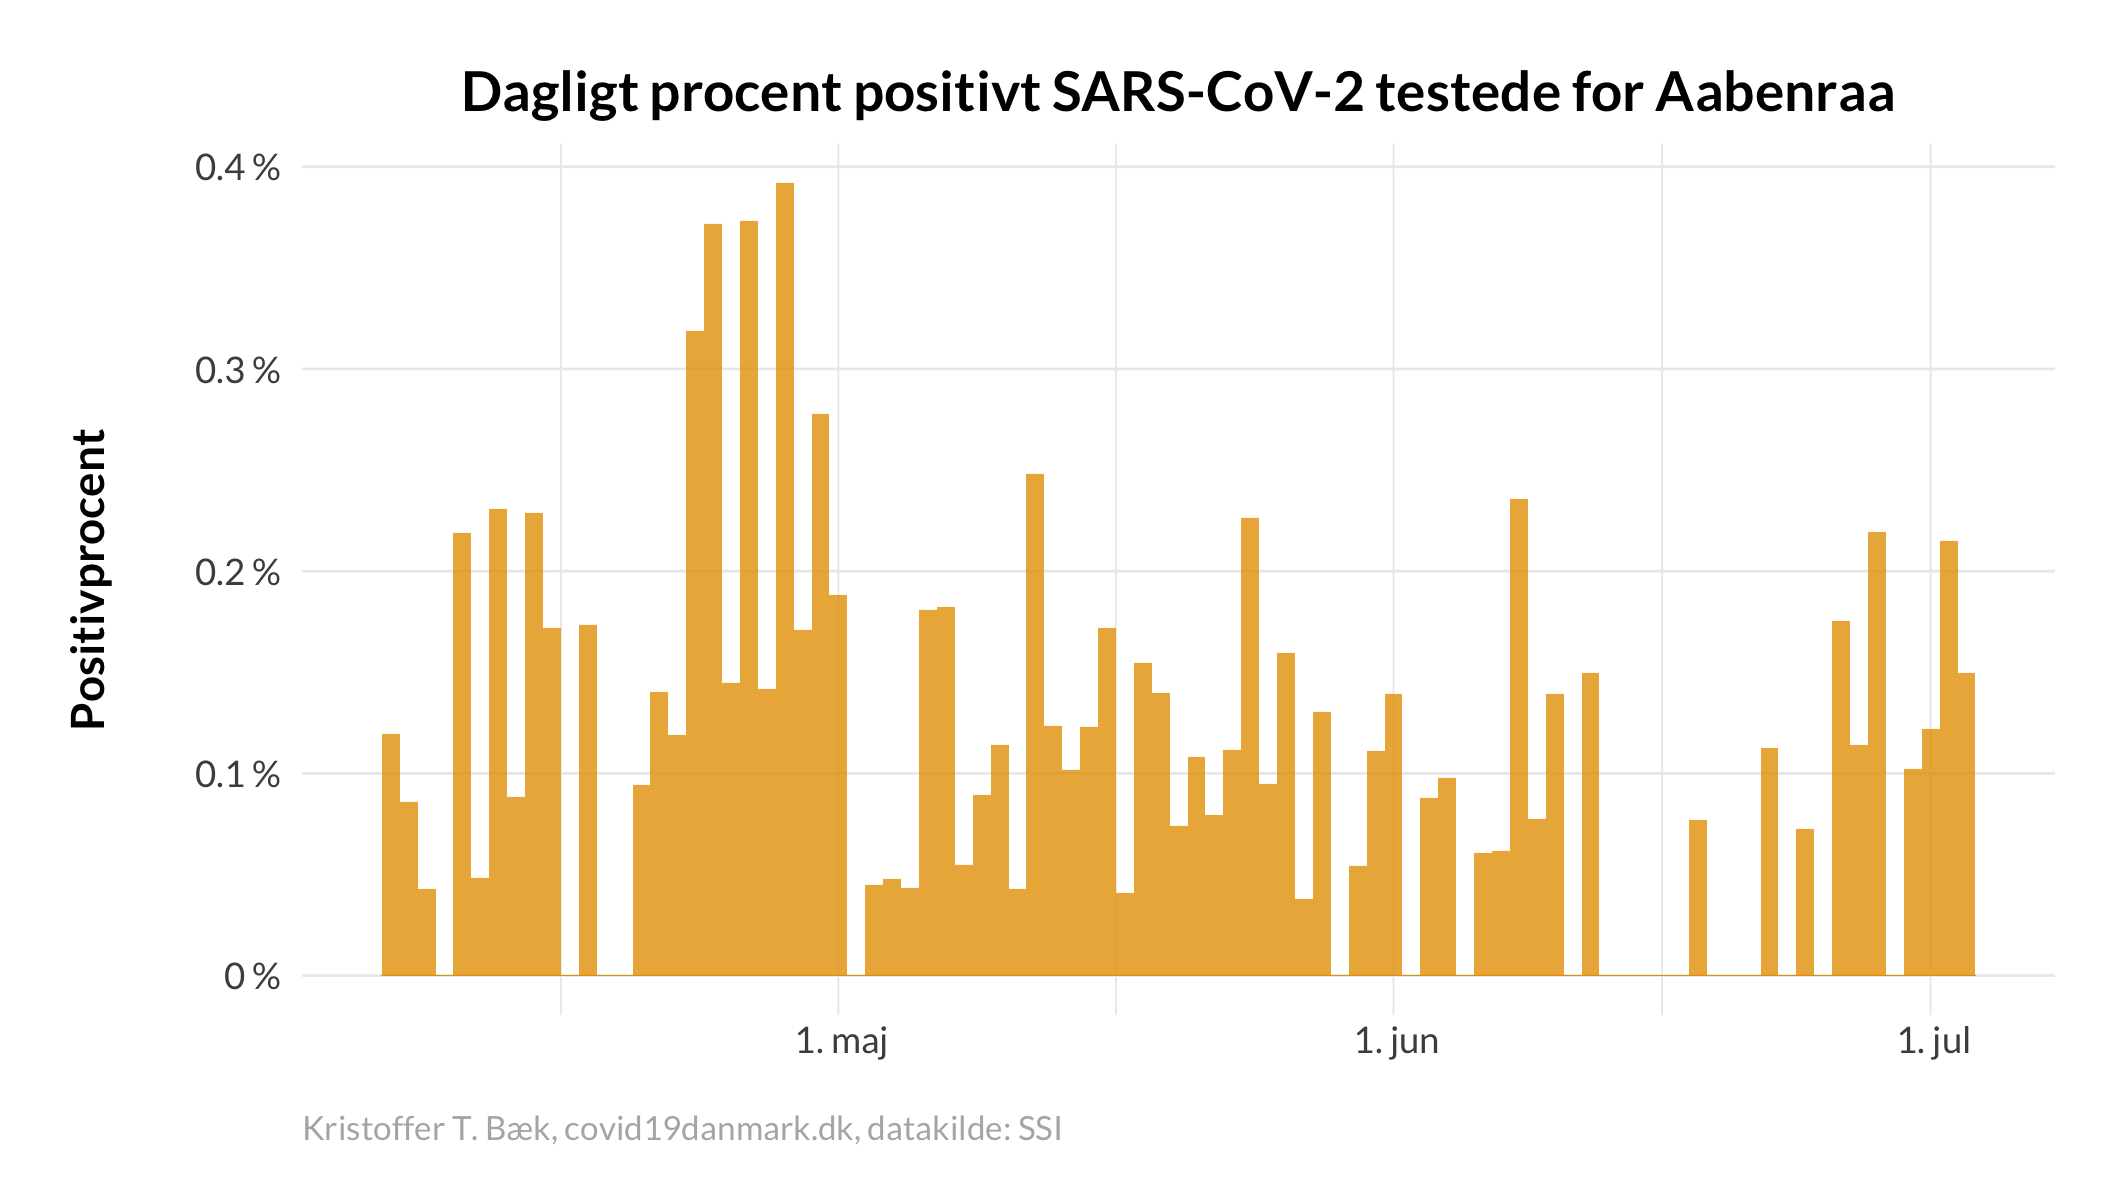 Dagligt procent positivt SARS-CoV-2 testede for Aabenraa
Positivprocent
0.4 %
0.3 %
0.2 %
0.1 %
0 %
1. maj
1. jun
1. jul
Kristoffer T. Bæk, covid19danmark.dk, datakilde: SSI